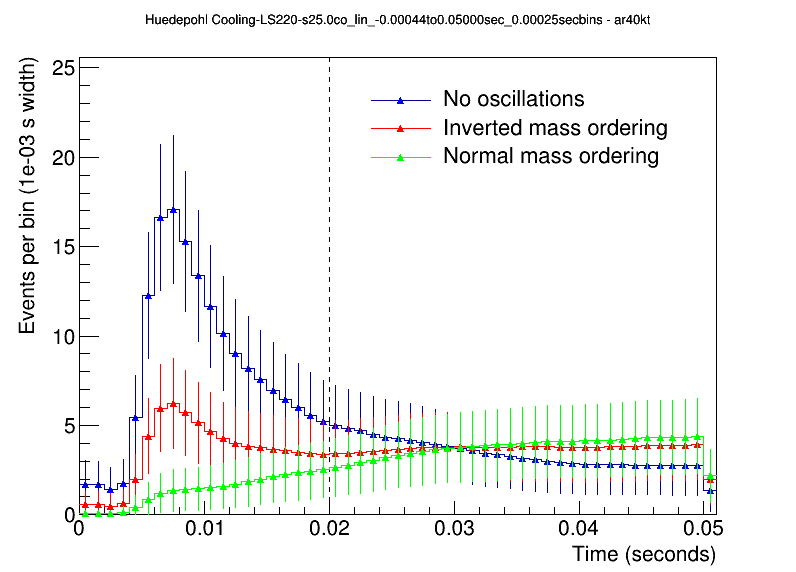 Huedepohl Cooling-LS220-s25.0co_lin_-0.00044to0.05000sec_0.00025secbins - ar40kt
Events per bin (1e-03 s width)
25
20
15
10
5
0
No oscillations
Inverted mass ordering
Normal mass ordering
0 0.01 0.02 0.03 0.04 0.05
Time (seconds)